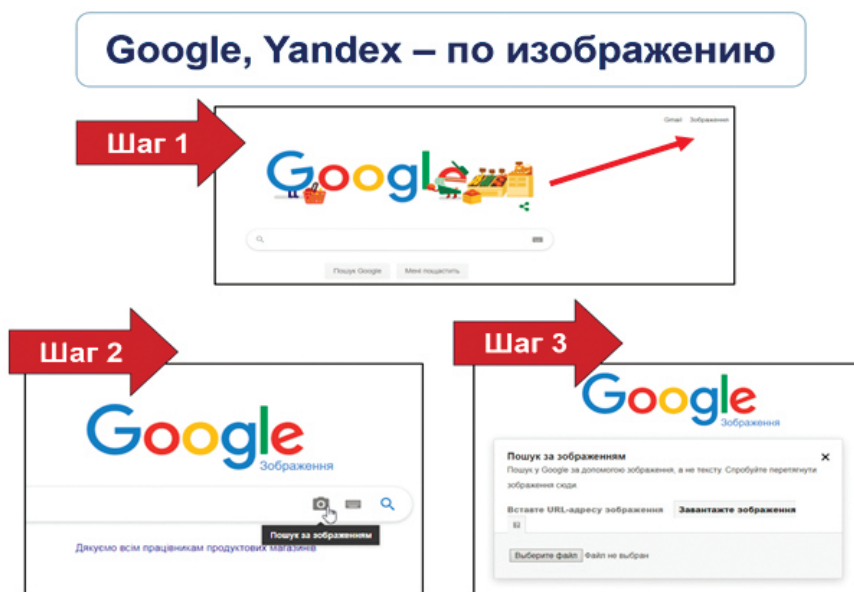 Google, Yandex – по изображению
Шаг 1
Gmail Зображення
Google
Пошук Google Мені пощастить
Шаг 2
Google
Зображення
Пошук за зображенням
Дякуємо всім працівникам продуктових магазинів
Шаг 3
Google
Зображення
Пошук за зображенням
Пошук у Google за допомогою зображення, а не тексту. Спробуйте перетягнути
зображення сюди.
Вставте URL-адресу зображення Завантажте зображення
Выберите файл Файл не выбран